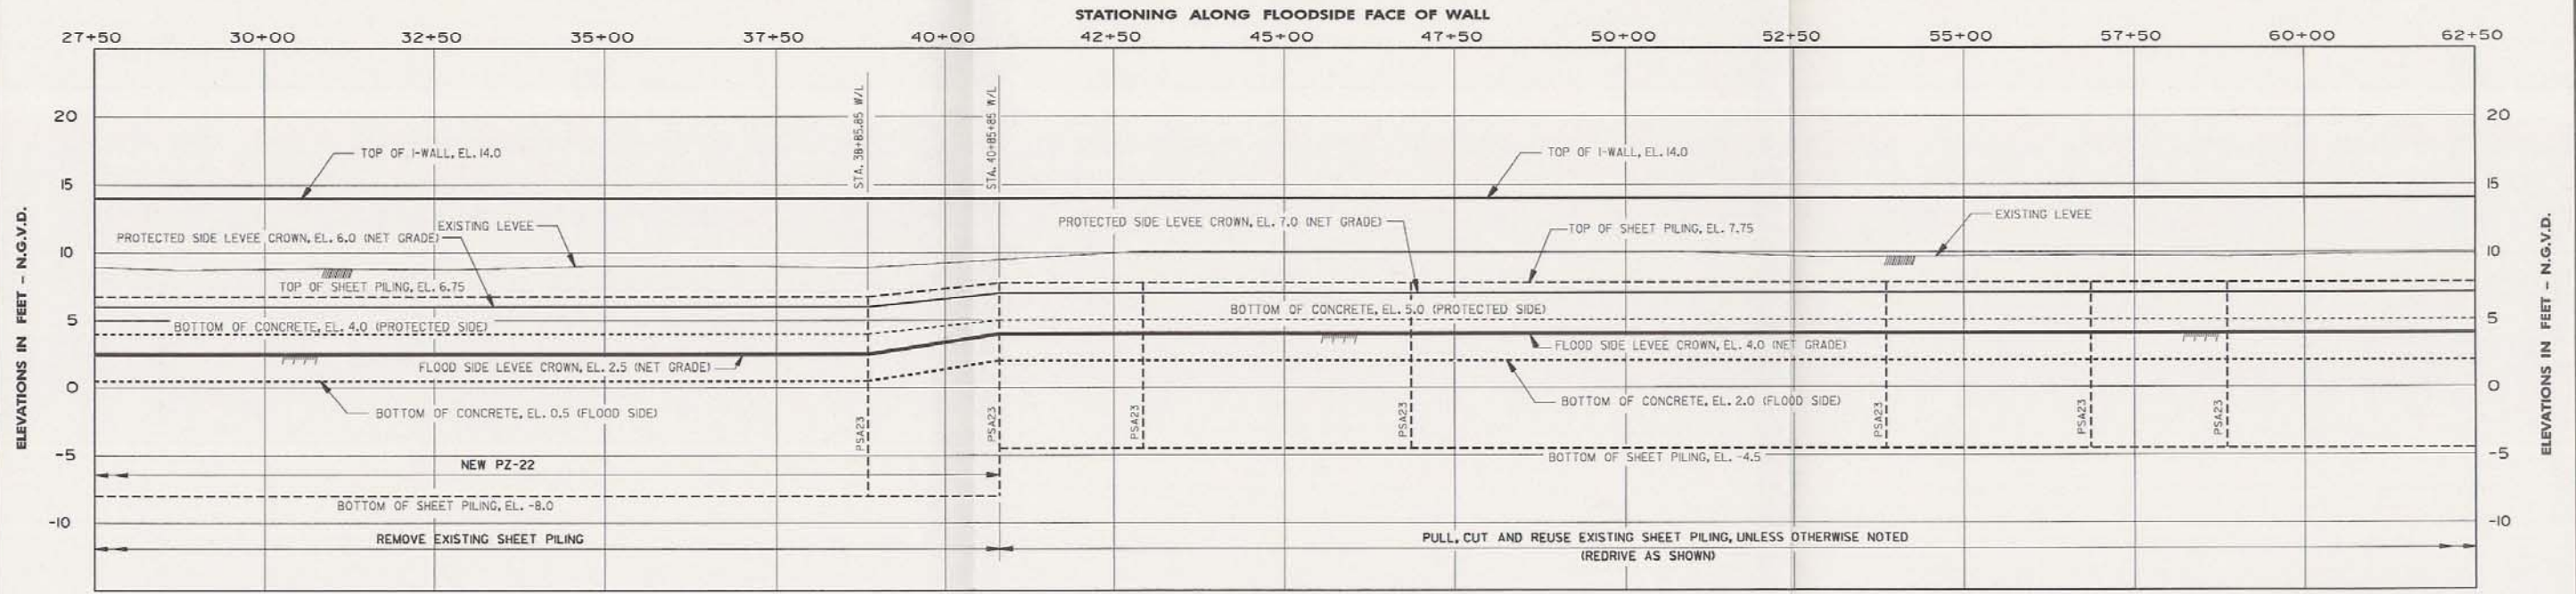 STATIONING ALONG FLOODSIDE FACE OF WALL
27+50 30+00 32+50 35+00 37+50 40+00 42+50 45+00 47+50 50+00 52+50 55+00 57+50 60+00 62+50
ELEVATIONS IN FEET - N.G.V.D.
20
15
10
5
0
-5
-10
STA. 38+85.85 W/L
STA. 40+85+85 W/L
TOP OF I-WALL, EL. 14.0
TOP OF I-WALL, EL. 14.0
EXISTING LEVEE
PROTECTED SIDE LEVEE CROWN, EL. 6.0 (NET GRADE)
PROTECTED SIDE LEVEE CROWN, EL. 7.0 (NET GRADE)
TOP OF SHEET PILING, EL. 7.75
EXISTING LEVEE
TOP OF SHEET PILING, EL. 6.75
BOTTOM OF CONCRETE, EL. 4.0 (PROTECTED SIDE)
BOTTOM OF CONCRETE, EL. 5.0 (PROTECTED SIDE)
FLOOD SIDE LEVEE CROWN, EL. 2.5 (NET GRADE)
FLOOD SIDE LEVEE CROWN, EL. 4.0 (NET GRADE)
BOTTOM OF CONCRETE, EL. 0.5 (FLOOD SIDE)
BOTTOM OF CONCRETE, EL. 2.0 (FLOOD SIDE)
PSA23
PSA23
PSA23
PSA23
PSA23
PSA23
PSA23
NEW PZ-22
BOTTOM OF SHEET PILING, EL. -4.5
BOTTOM OF SHEET PILING, EL. -8.0
REMOVE EXISTING SHEET PILING
PULL, CUT AND REUSE EXISTING SHEET PILING, UNLESS OTHERWISE NOTED
(REDRIVE AS SHOWN)
20
15
10
5
0
-5
-10
ELEVATIONS IN FEET - N.G.V.D.